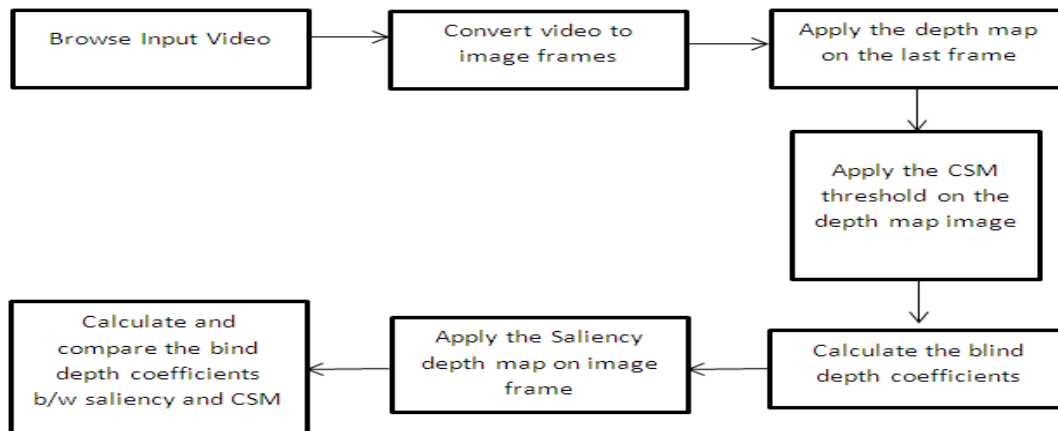 Browse Input Video
Convert video to
image frames
Apply the depth map
on the last frame
Apply the CSM
threshold on the
depth map image
Calculate the blind
depth coefficients
Apply the Saliency
depth map on image
frame
Calculate and
compare the bind
depth coefficients
b/w saliency and CSM